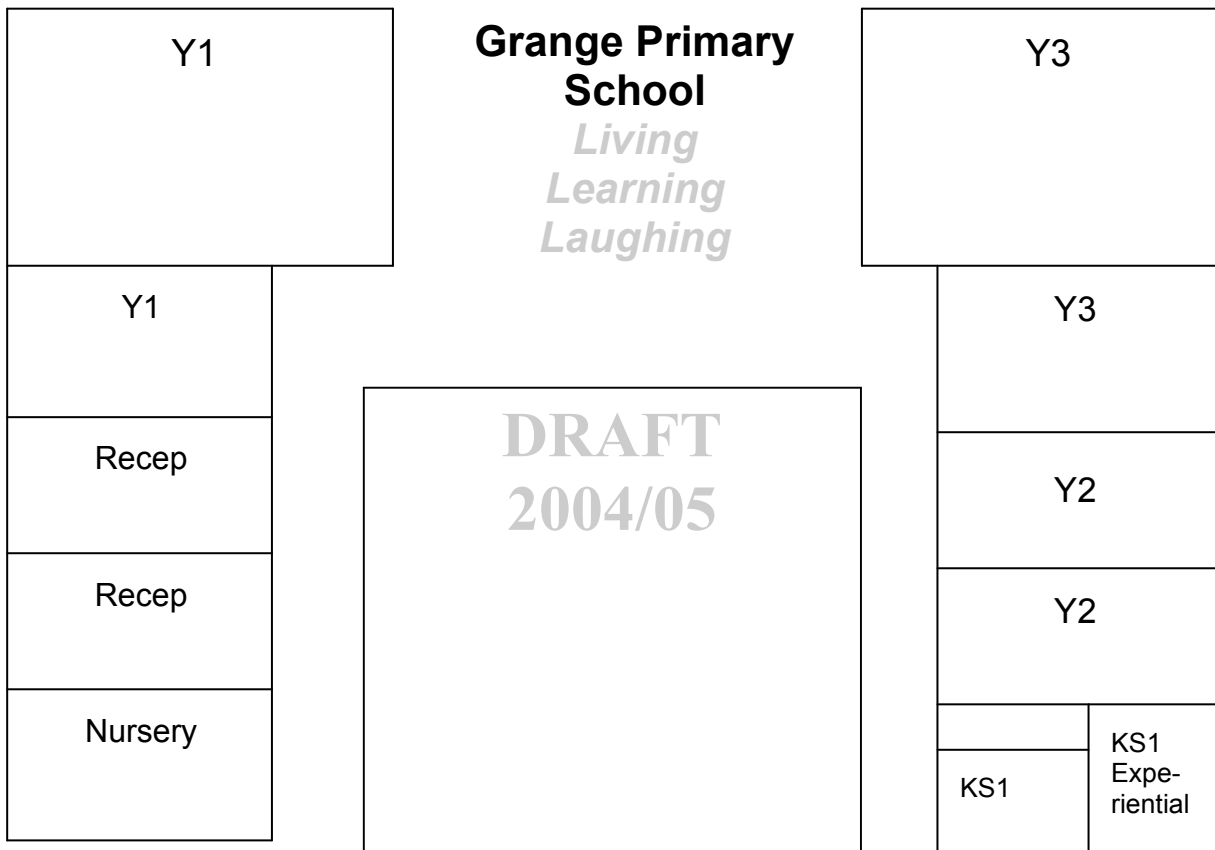 Y1
Grange Primary
School
Living
Learning
Laughing
Y3
Y1
Y3
DRAFT
2004/05
Recep
Y2
Recep
Y2
Nursery
KS1
KS1
Expe-
riential